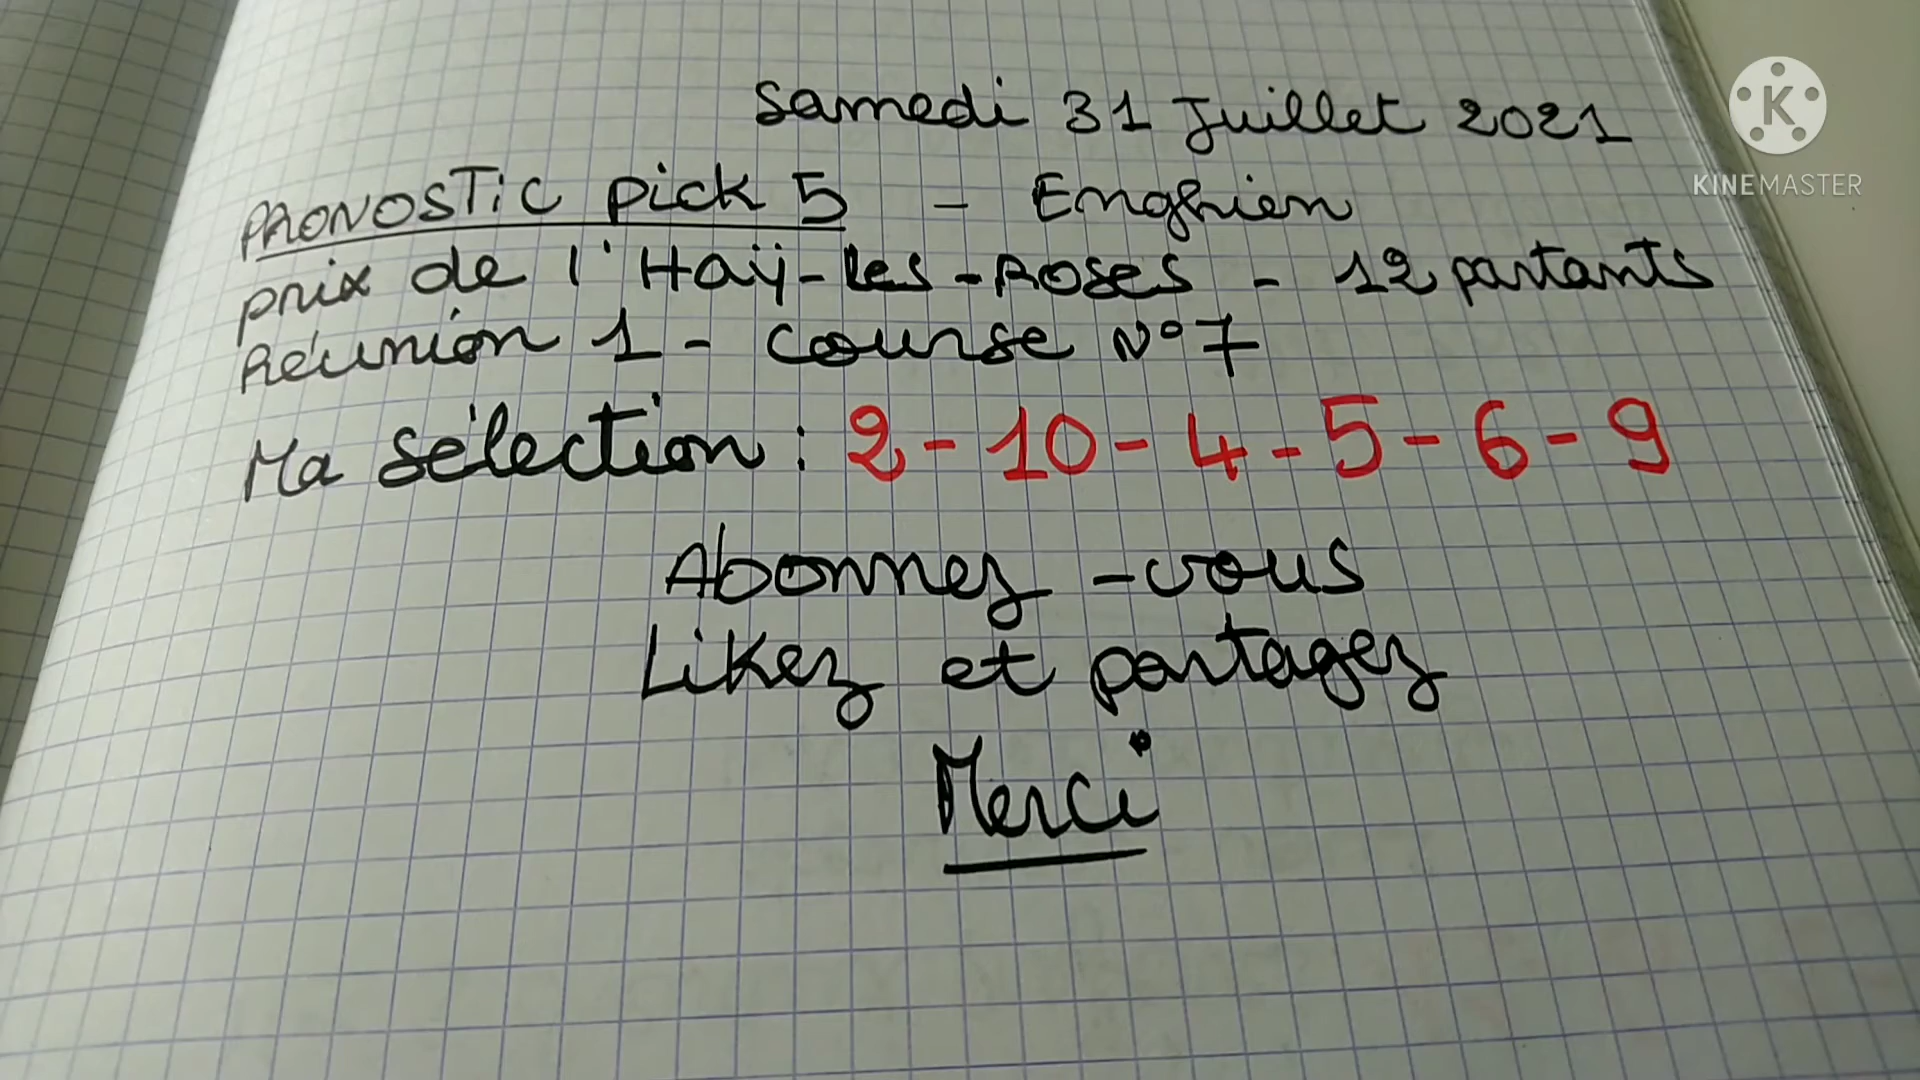 Samedi 31 Juillet 2021
PRONOSTIC pick 5 - Enghien
prix de l'Haÿ-les-Roses - 12 partants
Réunion 1 - course N°7
Ma sélection : 2 - 10 - 4 - 5 - 6 - 9
Abonnez-vous
Likez et partagez
Merci
K
KINEMASTER